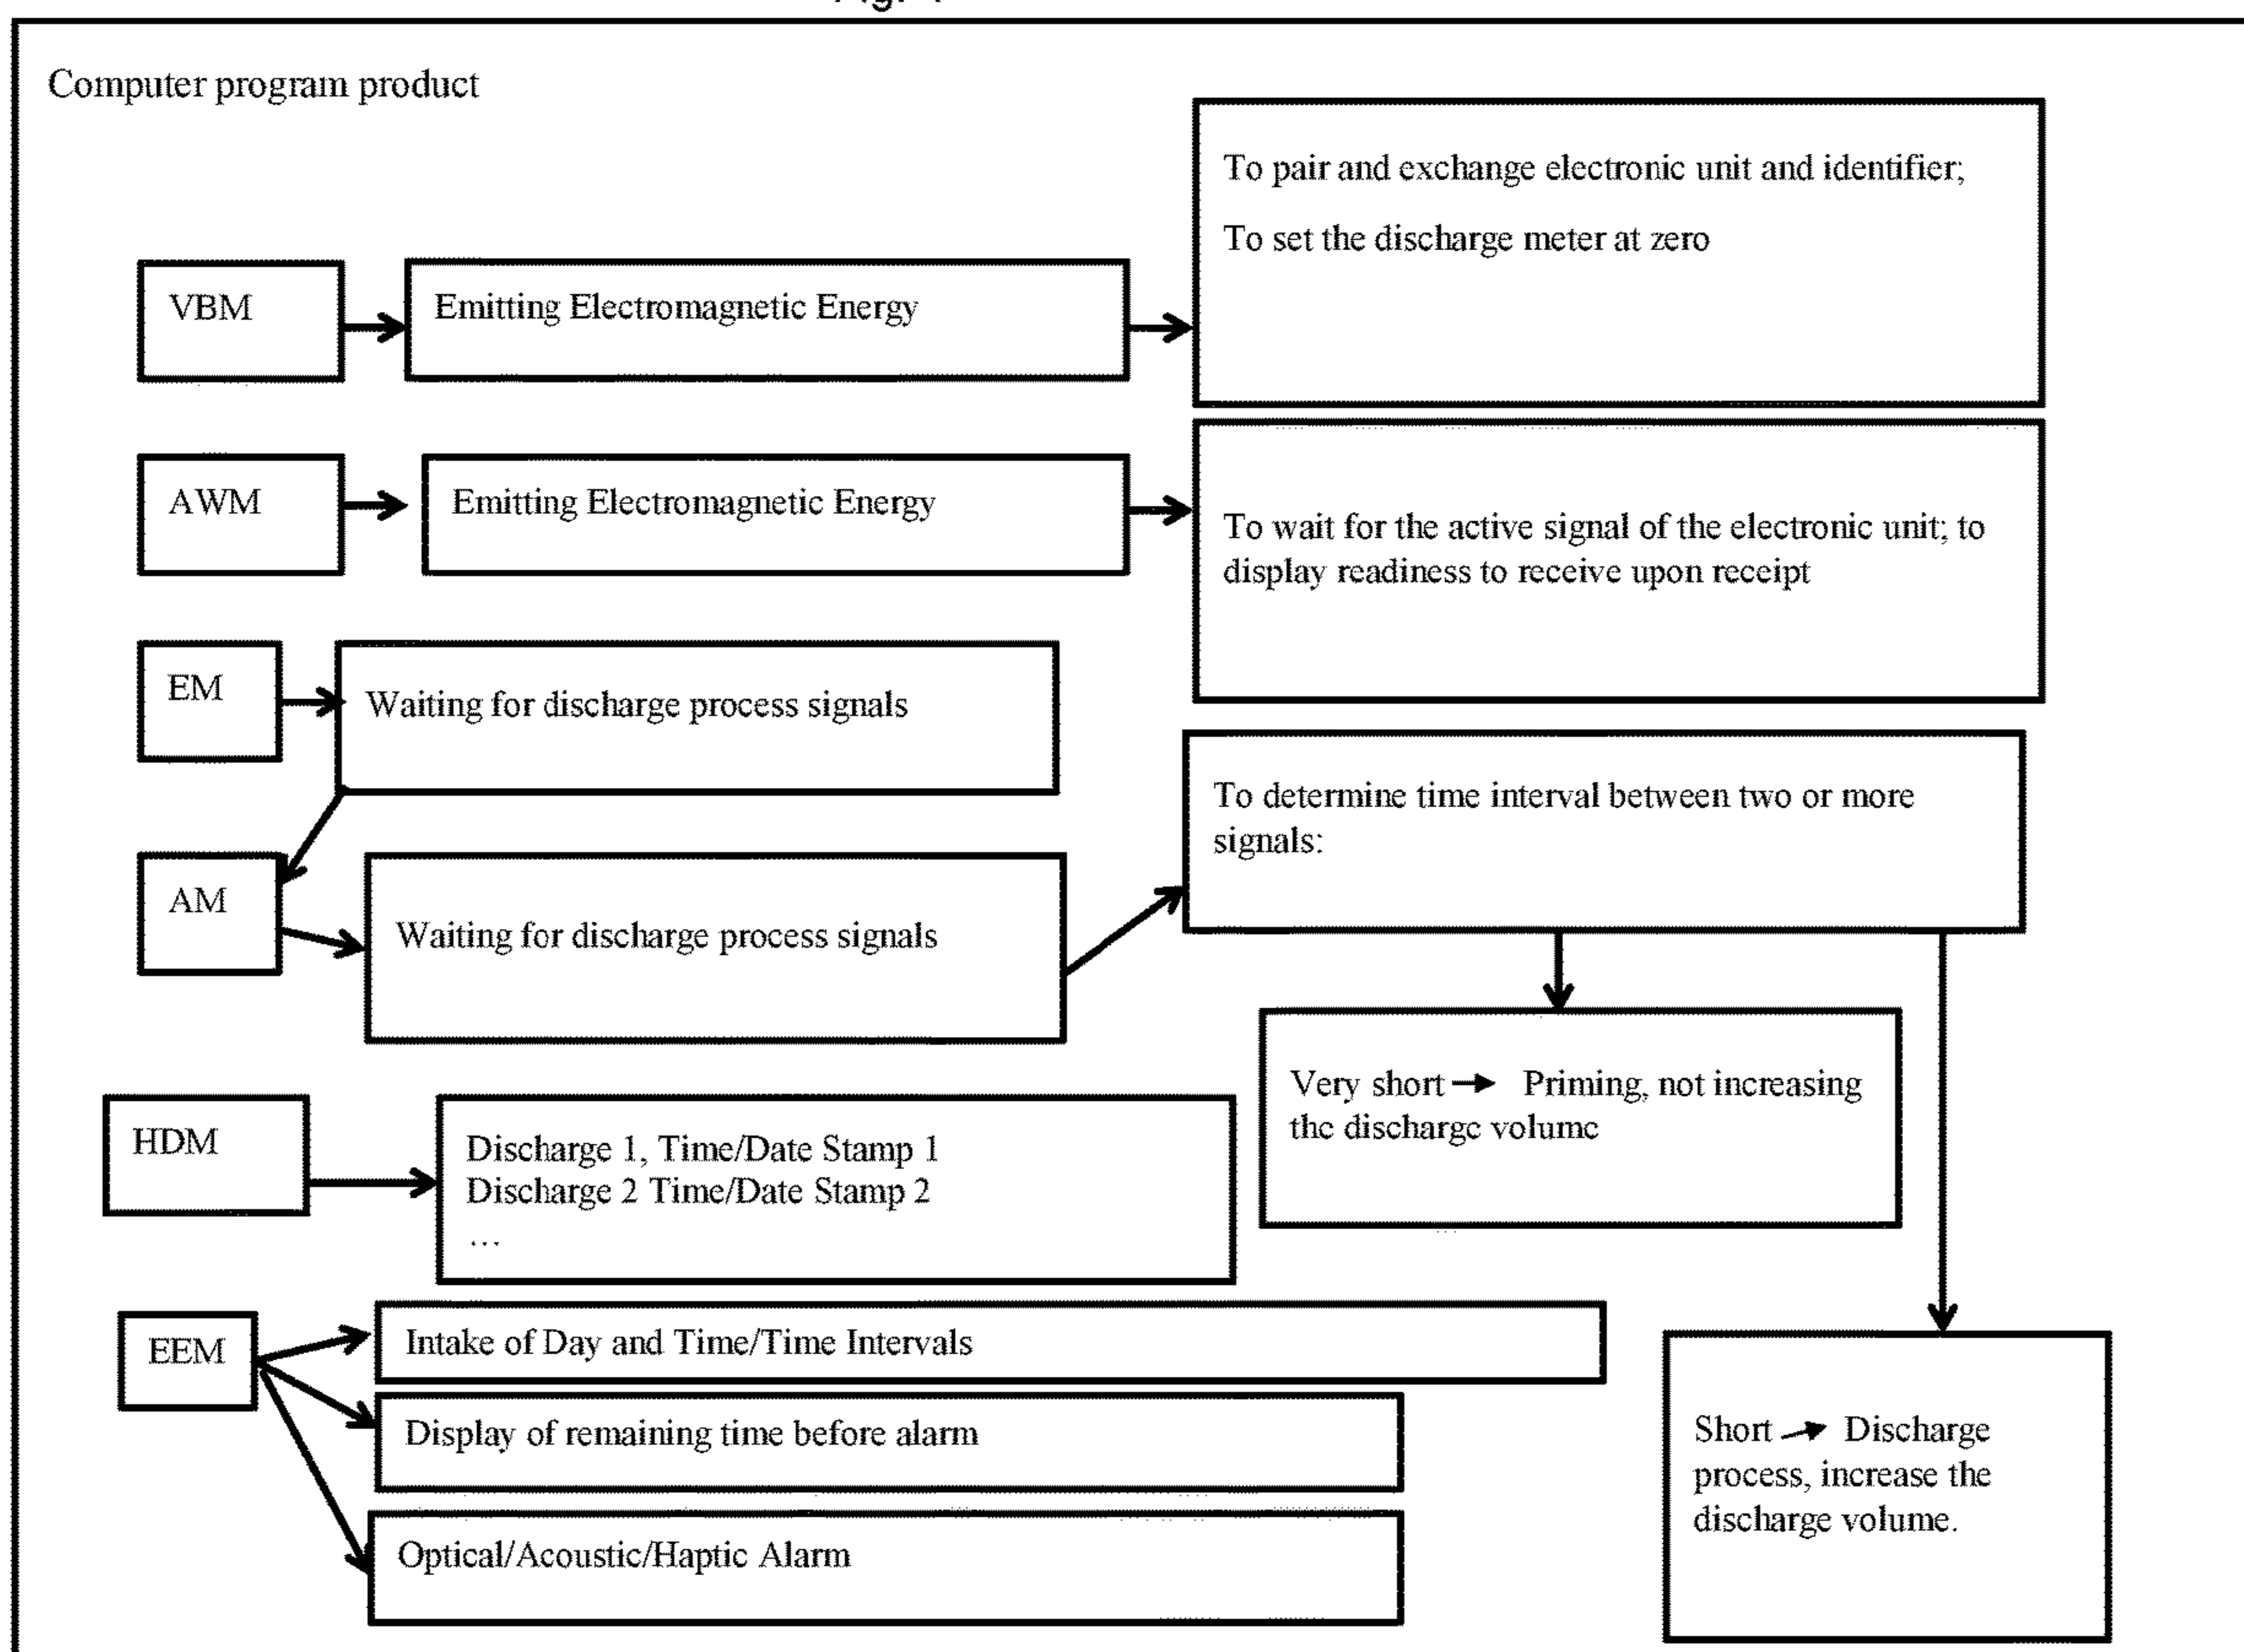 Computer program product
To pair and exchange electronic unit and identifier;
To set the discharge meter at zero
VBM
Emitting Electromagnetic Energy
AWM
Emitting Electromagnetic Energy
To wait for the active signal of the electronic unit; to
display readiness to receive upon receipt
EM
Waiting for discharge process signals
To determine time interval between two or more
signals:
AM
Waiting for discharge process signals
Very short → Priming, not increasing
the discharge volume
HDM
Discharge 1, Time/Date Stamp 1
Discharge 2 Time/Date Stamp 2
...
EEM
Intake of Day and Time/Time Intervals
Display of remaining time before alarm
Optical/Acoustic/Haptic Alarm
Short → Discharge
process, increase the
discharge volume.